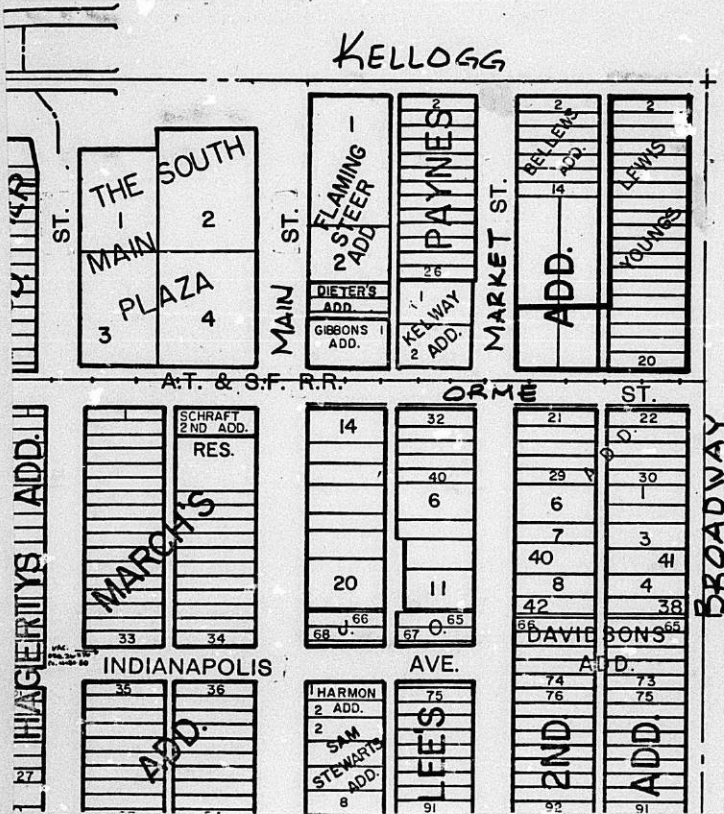 KELLOGG
THE SOUTH
MAIN
PLAZA
1
2
3
4
ST.
MAIN ST.
1
FLAMING
STEER
ADD.
2
DIETER'S
ADD.
GIBBONS 1
ADD.
2
PAYNES
26
1
KELWAY
2 ADD.
MARKET ST.
2
BELLEWS
ADD.
14
ADD.
2
LEWIS
YOUNGS
20
A.T. & S.F. R.R.
ORME ST.
BROADWAY
HAGERITYS ADD.
27
1
SCHRAFT
2ND ADD.
RES.
MARCH'S
33
34
14
20
J.
66
68
32
40
6
11
O.
65
67
21
22
ADD.
29
30
6
1
7
3
40
41
8
4
42
38
66
65
DAVIDSONS
ADD.
INDIANAPOLIS AVE.
35
36
ADD.
1 HARMON
2 ADD.
2
SAM
STEWARTS
ADD.
8
75
LEE'S
91
74
76
2ND.
92
73
75
ADD.
91